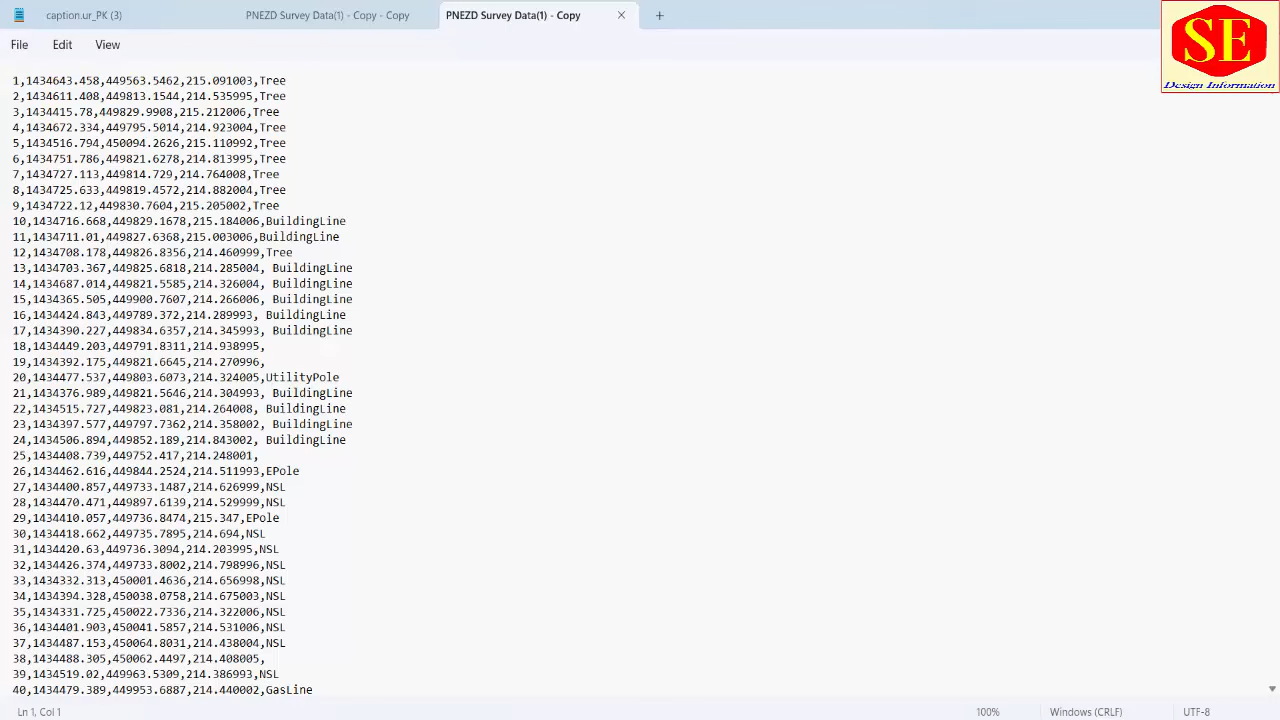 caption.ur_PK (3)
PNEZD Survey Data(1) - Copy - Copy
PNEZD Survey Data(1) - Copy
SE
Design Information
File
Edit
View
1,1434643.458,449563.5462,215.091003,Tree
2,1434611.408,449813.1544,214.535995,Tree
3,1434415.78,449829.9908,215.212006,Tree
4,1434672.334,449795.5014,214.923004,Tree
5,1434516.794,450094.2626,215.110992,Tree
6,1434751.786,449821.6278,214.813995,Tree
7,1434727.113,449814.729,214.764008,Tree
8,1434725.633,449819.4572,214.882004,Tree
9,1434722.12,449830.7604,215.205002,Tree
10,1434716.668,449829.1678,215.184006,BuildingLine
11,1434711.01,449827.6368,215.003006,BuildingLine
12,1434708.178,449826.8356,214.460999,Tree
13,1434703.367,449825.6818,214.285004, BuildingLine
14,1434687.014,449821.5585,214.326004, BuildingLine
15,1434365.505,449900.7607,214.266006, BuildingLine
16,1434424.843,449789.372,214.289993, BuildingLine
17,1434390.227,449834.6357,214.345993, BuildingLine
18,1434449.203,449791.8311,214.938995,
19,1434392.175,449821.6645,214.270996,
20,1434477.537,449803.6073,214.324005,UtilityPole
21,1434376.989,449821.5646,214.304993, BuildingLine
22,1434515.727,449823.081,214.264008, BuildingLine
23,1434397.577,449797.7362,214.358002, BuildingLine
24,1434506.894,449852.189,214.843002, BuildingLine
25,1434408.739,449752.417,214.248001,
26,1434462.616,449844.2524,214.511993,EPole
27,1434400.857,449733.1487,214.626999,NSL
28,1434470.471,449897.6139,214.529999,NSL
29,1434410.057,449736.8474,215.347,EPole
30,1434418.662,449735.7895,214.694,NSL
31,1434420.63,449736.3094,214.203995,NSL
32,1434426.374,449733.8002,214.798996,NSL
33,1434332.313,450001.4636,214.656998,NSL
34,1434394.328,450038.0758,214.675003,NSL
35,1434331.725,450022.7336,214.322006,NSL
36,1434401.903,450041.5857,214.531006,NSL
37,1434487.153,450064.8031,214.438004,NSL
38,1434488.305,450062.4497,214.408005,
39,1434519.02,449963.5309,214.386993,NSL
40,1434479.389,449953.6887,214.440002,GasLine
Ln 1, Col 1
100%
Windows (CRLF)
UTF-8